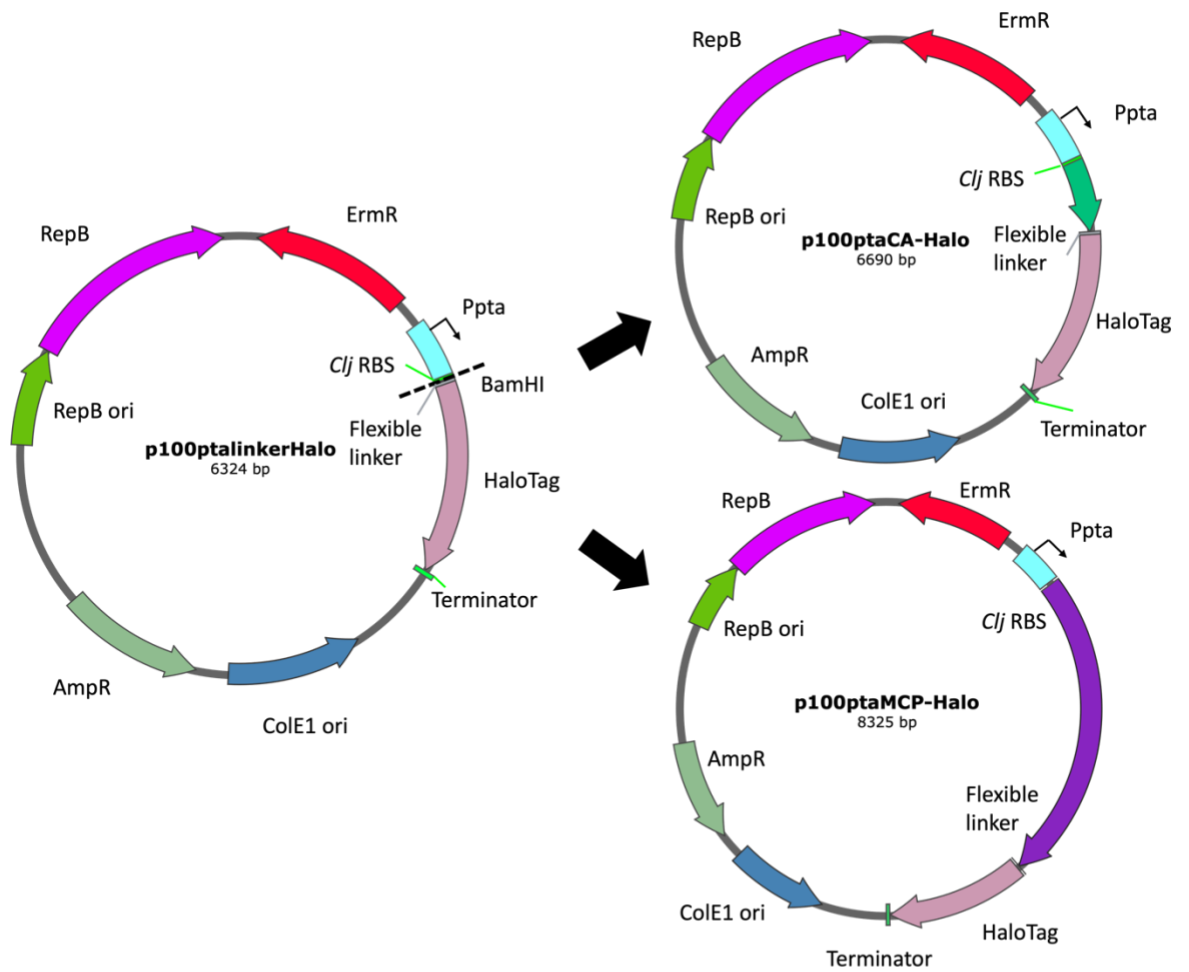 RepB
ErmR
Ppta
Clj RBS
BamHI
RepB ori
Flexible
linker
p100ptalinkerHalo
6324 bp
HaloTag
Terminator
AmpR
ColE1 ori
RepB
ErmR
Ppta
Clj RBS
RepB ori
Flexible
linker
p100ptaCA-Halo
6690 bp
HaloTag
AmpR
ColE1 ori
Terminator
RepB
ErmR
Ppta
Clj RBS
RepB ori
p100ptaMCP-Halo
8325 bp
AmpR
Flexible
linker
ColE1 ori
HaloTag
Terminator